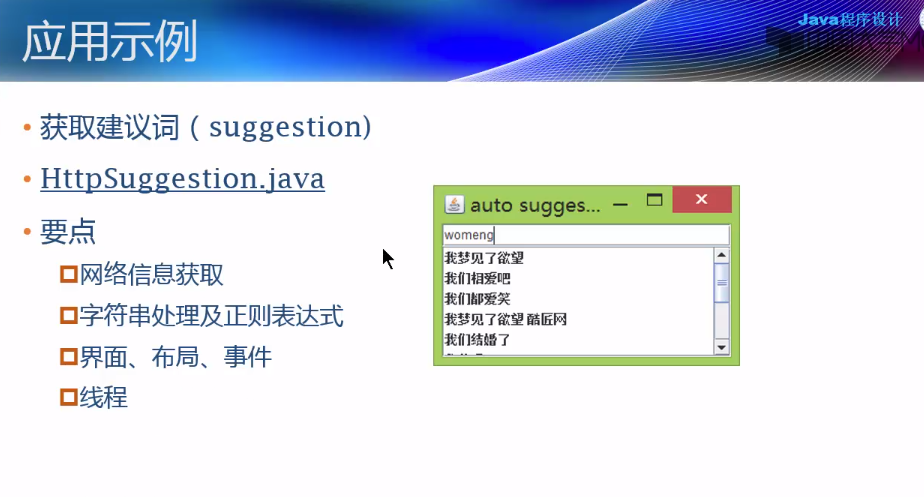 Java程序设计
应用示例
• 获取建议词（suggestion)
• HttpSuggestion.java
• 要点
网络信息获取
字符串处理及正则表达式
界面、布局、事件
线程
auto sugges...
womeng
我梦见了欲望
我们相爱吧
我们都爱笑
我梦见了欲望 酷匠网
我们结婚了